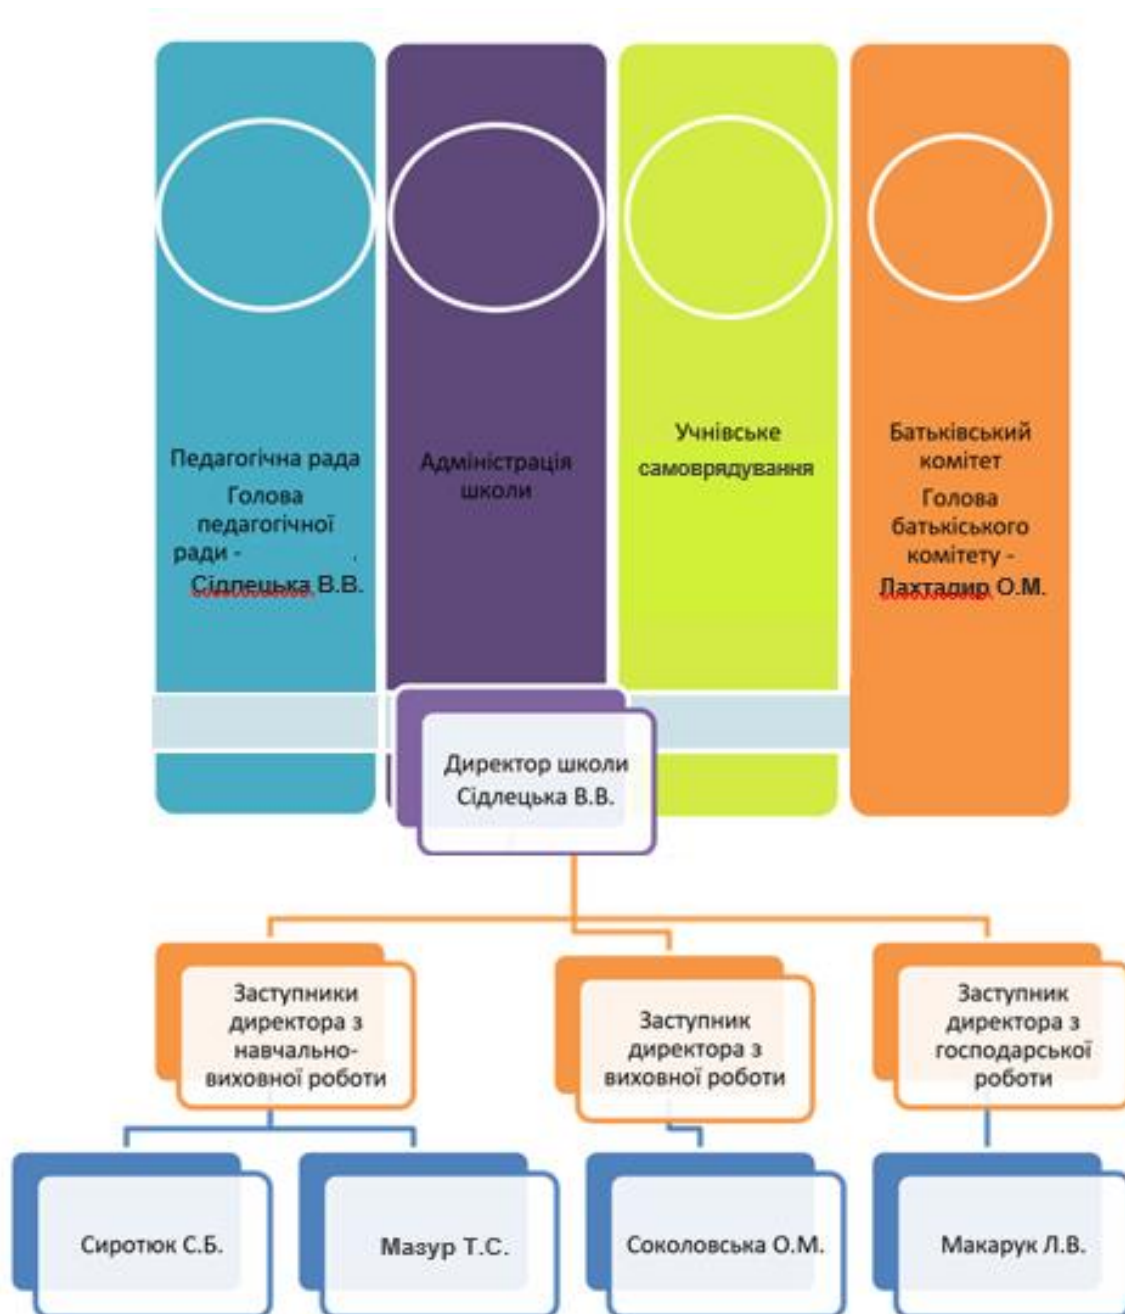 Педагогічна рада
Голова
педагогічної
ради - .
Сідлецька В.В.
Адміністрація
школи
Учнівське
самоврядування
Батьківський
комітет
Голова
батькіського
комітету -
Лахтадир О.М.
Директор школи
Сідлецька В.В.
Заступники
директора з
навчально-
виховної роботи
Заступник
директора з
виховної роботи
Заступник
директора з
господарської
роботи
Сиротюк С.Б.
Мазур Т.С.
Соколовська О.М.
Макарук Л.В.